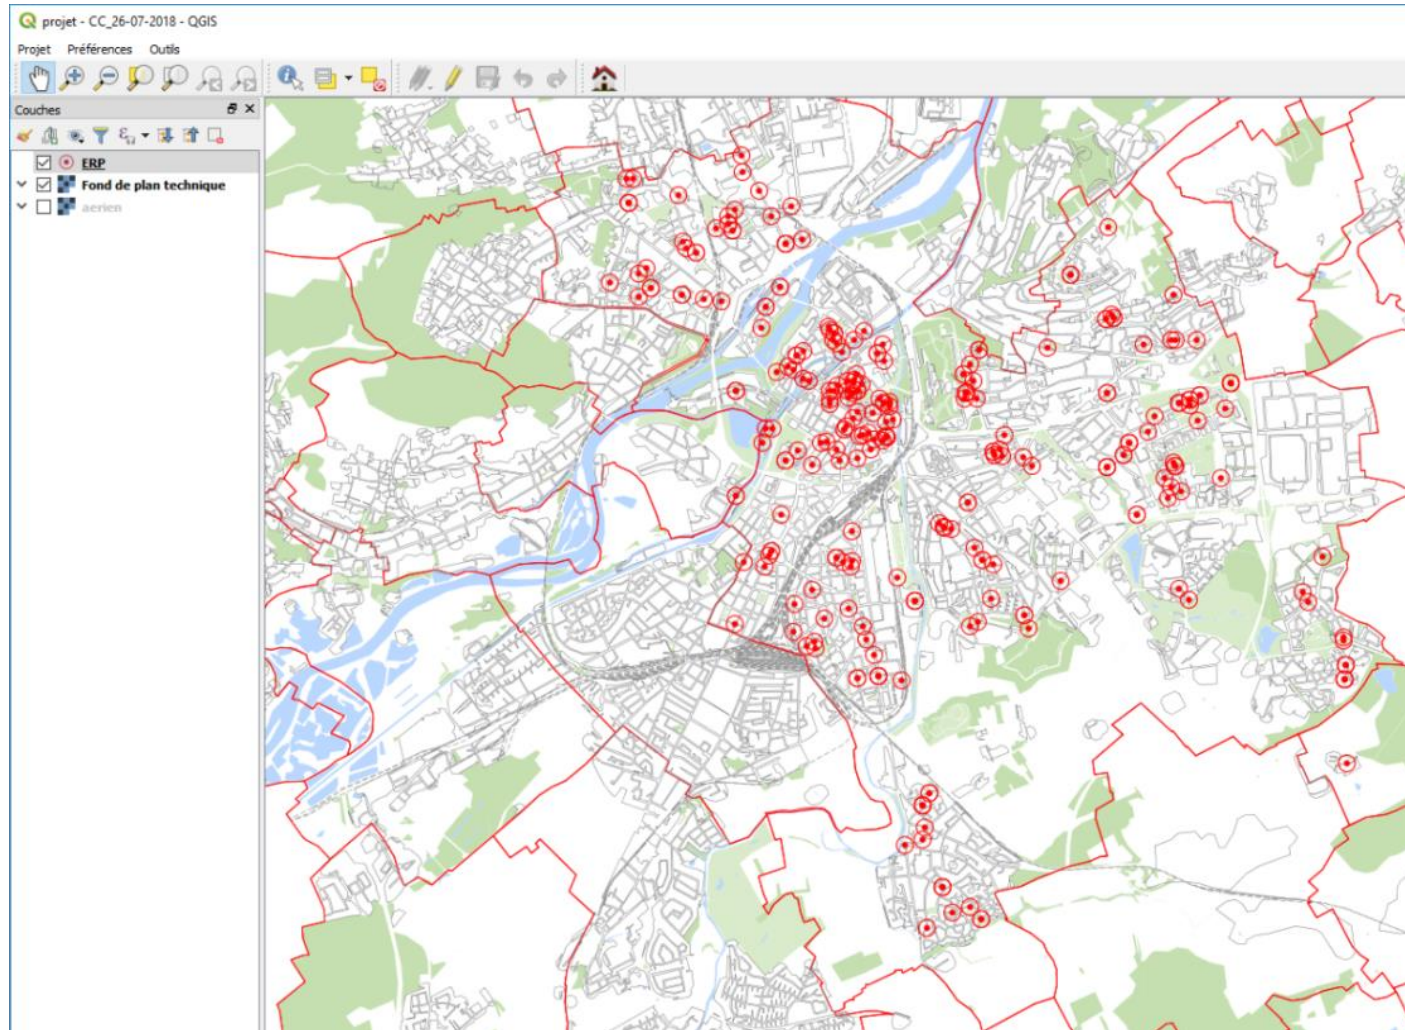 projet - CC_26-07-2018 - QGIS
Projet Préférences Outils
Couches
ERP
Fond de plan technique
aerien